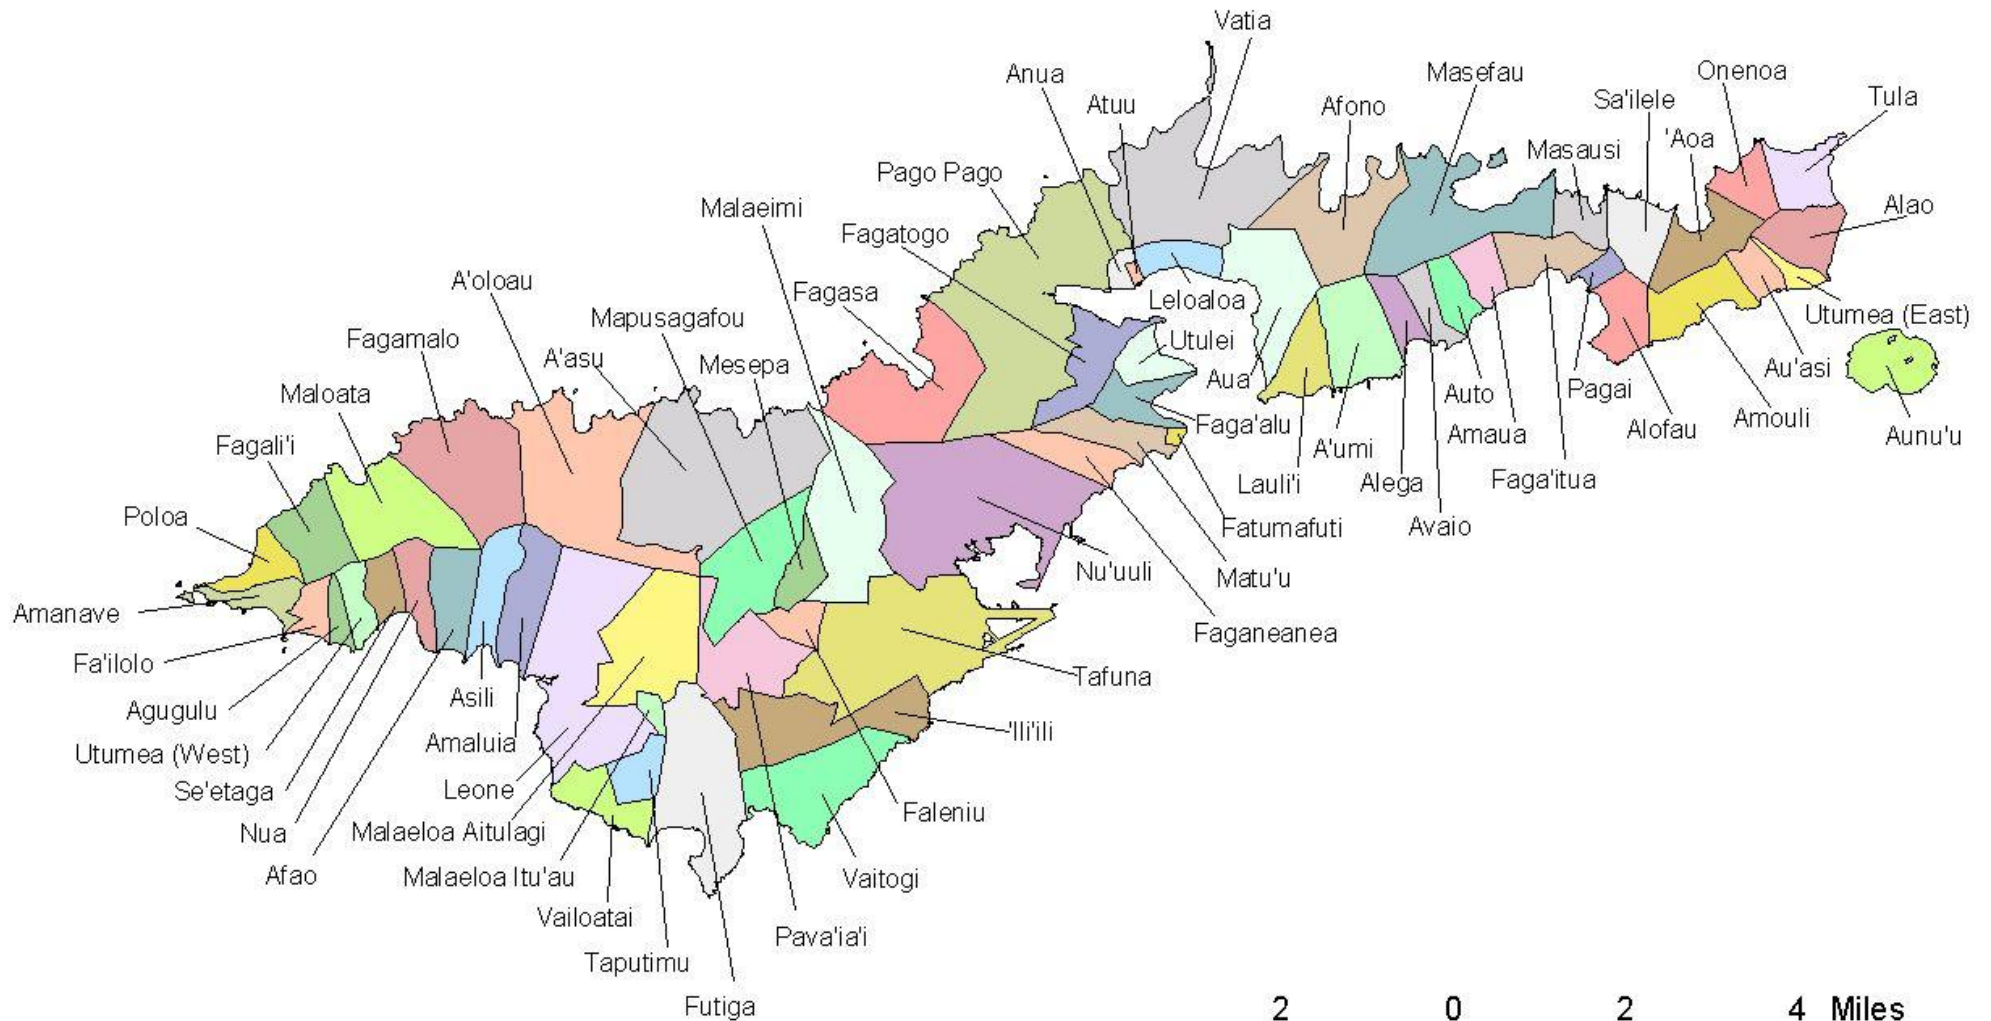 Vatia
Anua
Masefau
Onenoa
Atuu
Afono
Sa'ilele
Tula
'Aoa
Masausi
Pago Pago
Malaeimi
Alao
Fagatogo
A'oloau
Fagasa
Leloaloa
Mapusagafou
Utumea (East)
Fagamalo
Utulei
A'asu
Mesepa
Au'asi
Aua
Maloata
Auto
Pagai
Amouli
Faga'alu
Alofau
Aunu'u
Fagali'i
A'umi
Amaua
Lauli'i
Alega
Faga'itua
Poloa
Fatumafuti
Avaio
Nu'uuli
Matu'u
Amanave
Faganeanea
Fa'ilolo
Tafuna
Asili
Agugulu
'Ili'ili
Amaluia
Utumea (West)
Se'etaga
Leone
Faleniu
Nua
Malaeloa Aitulagi
Afao
Malaeloa Itu'au
Vaitogi
Vailoatai
Pava'ia'i
Taputimu
Futiga
2 0 2 4 Miles